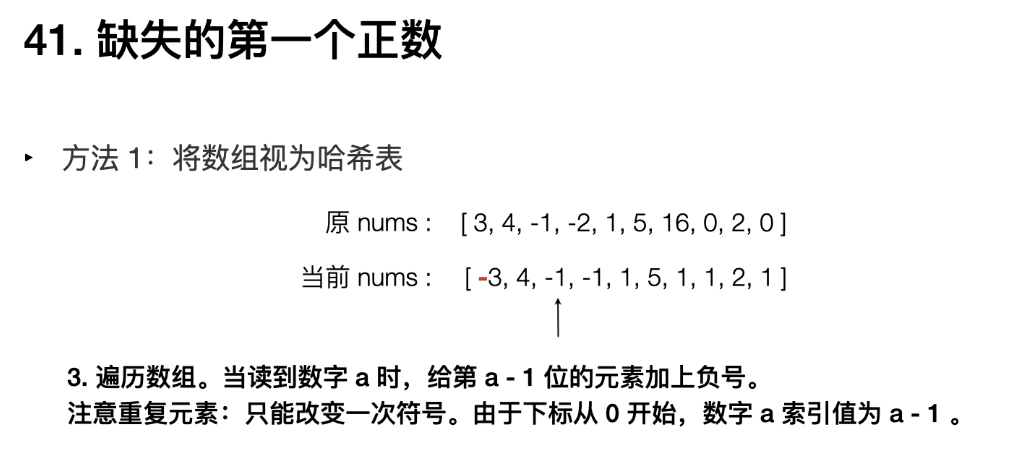 41. 缺失的第一个正数
‣ 方法 1：将数组视为哈希表
原 nums： [ 3, 4, -1, -2, 1, 5, 16, 0, 2, 0 ]
当前 nums： [ -3, 4, -1, -1, 1, 5, 1, 1, 2, 1 ]
3. 遍历数组。当读到数字 a 时，给第 a - 1 位的元素加上负号。
注意重复元素：只能改变一次符号。由于下标从 0 开始，数字 a 索引值为 a - 1 。